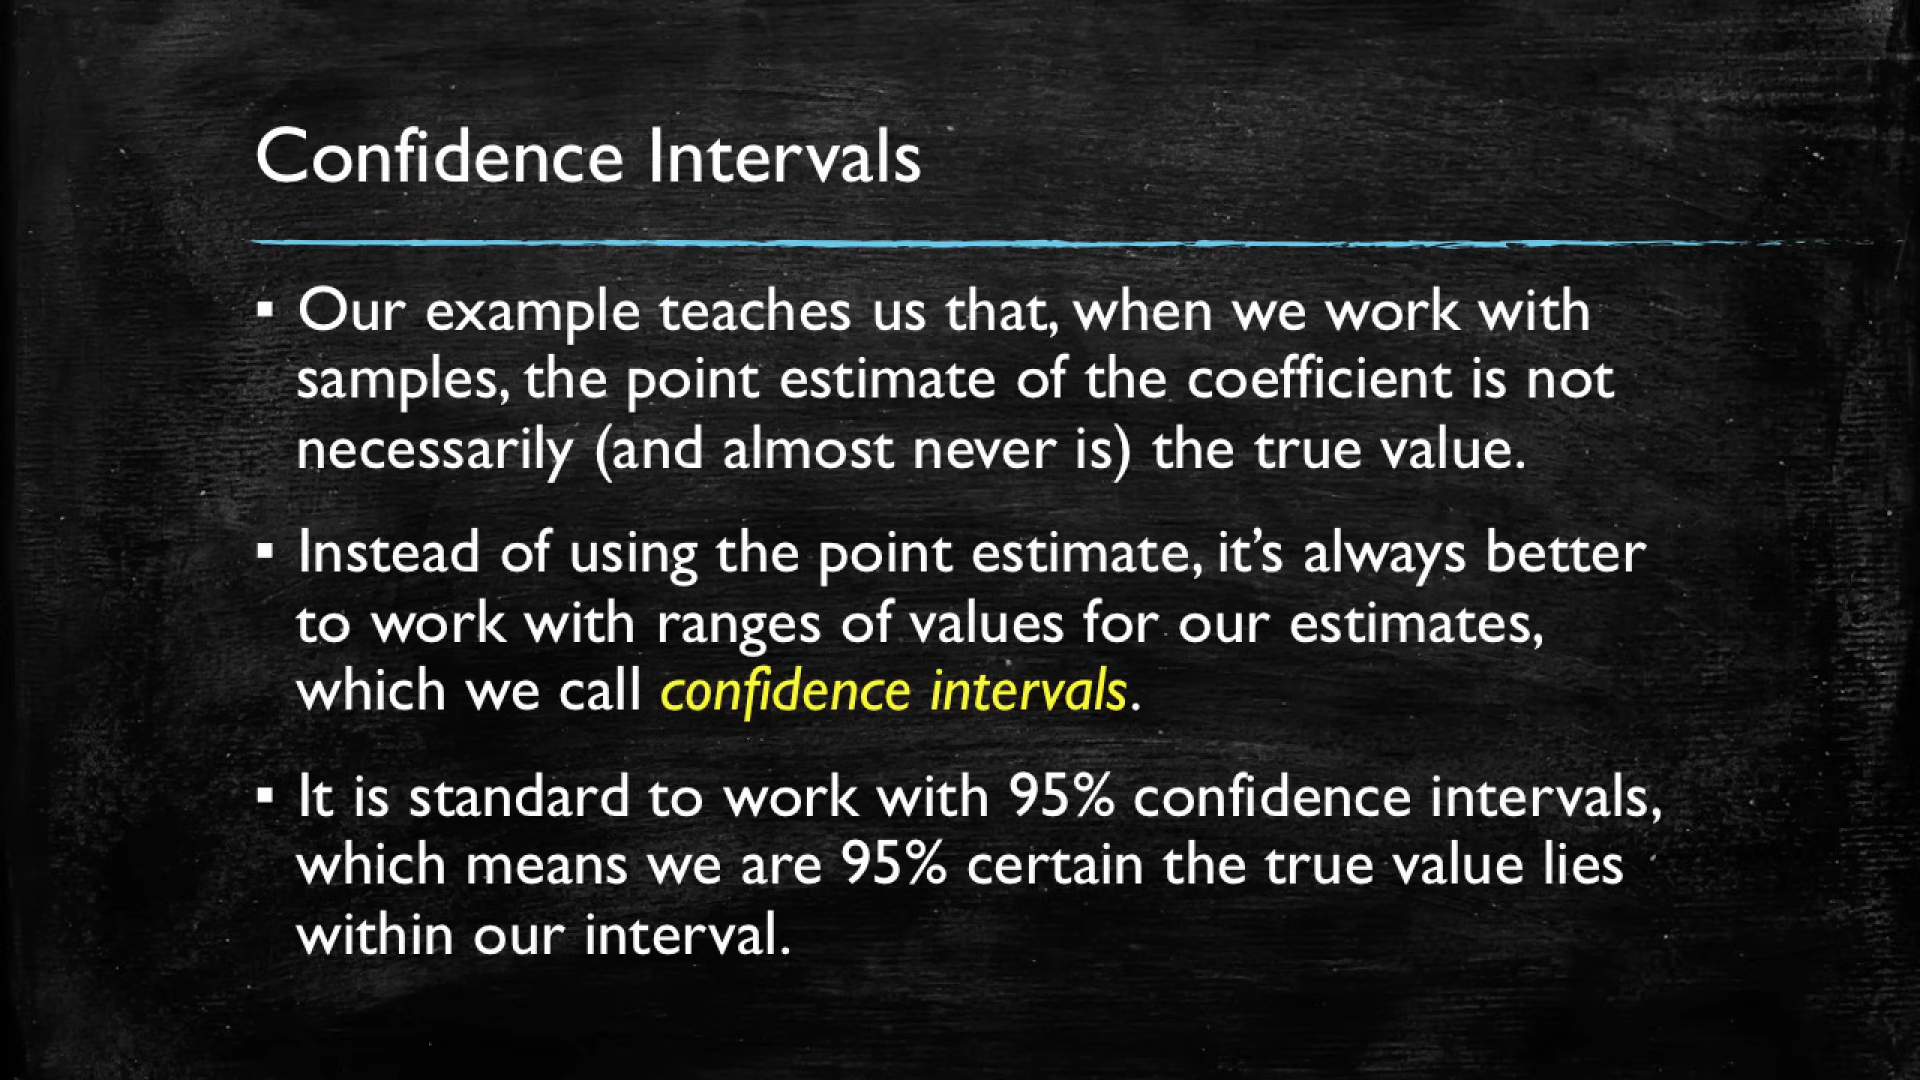 Confidence Intervals
▪ Our example teaches us that, when we work with
samples, the point estimate of the coefficient is not
necessarily (and almost never is) the true value.
▪ Instead of using the point estimate, it’s always better
to work with ranges of values for our estimates,
which we call confidence intervals.
▪ It is standard to work with 95% confidence intervals,
which means we are 95% certain the true value lies
within our interval.